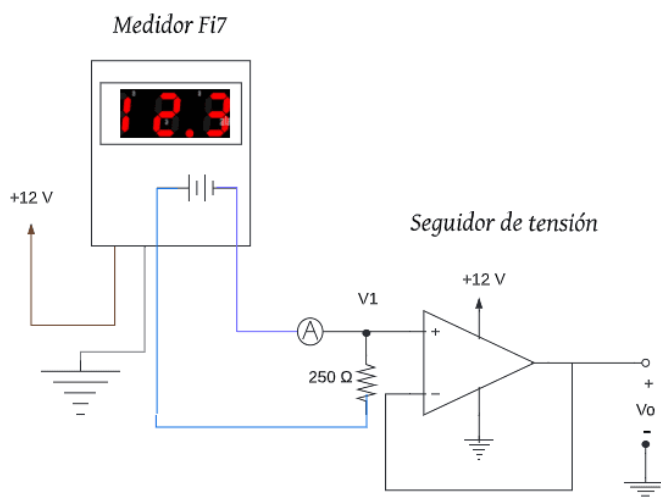 Medidor Fi7
12.3
+12 V
Seguidor de tensión
+12 V
V1
A
+
250 Ω
−
+
Vo
-